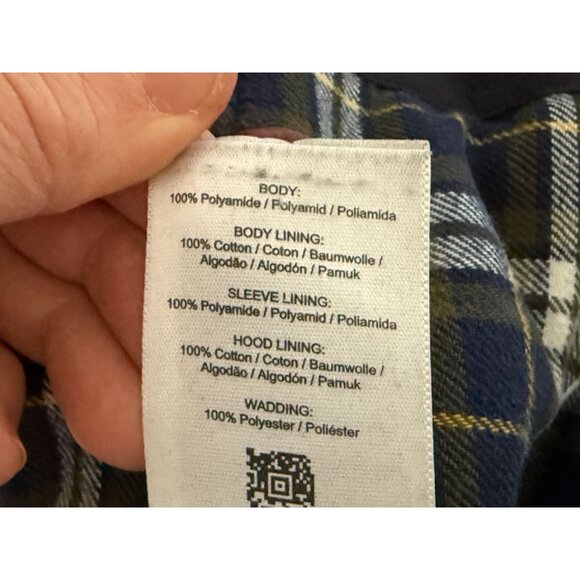 BODY:
100% Polyamide / Polyamid / Poliamida
BODY LINING:
100% Cotton / Coton / Baumwolle /
Algodão / Algodón / Pamuk
SLEEVE LINING:
100% Polyamide / Polyamid / Poliamida
HOOD LINING:
100% Cotton / Coton / Baumwolle /
Algodão / Algodón / Pamuk
WADDING:
100% Polyester / Poliéster